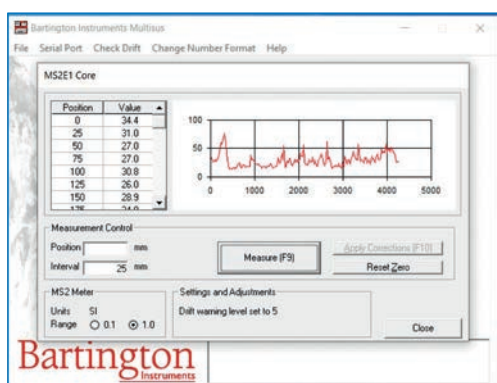 Bartington Instruments Multisus
File Serial Port Check Drift Change Number Format Help
MS2E1 Core
Position Value
0 34.4
25 31.0
50 27.0
75 27.0
100 30.8
125 26.0
150 28.9
175 24.0
100
50
0
0 1000 2000 3000 4000 5000
Measurement Control
Position mm
Interval 25 mm
Measure (F9)
Apply Corrections (F10)
Reset Zero
MS2 Meter
Units SI
Range 0.1 1.0
Settings and Adjustments
Drift warning level set to 5
Close
Bartington
Instruments